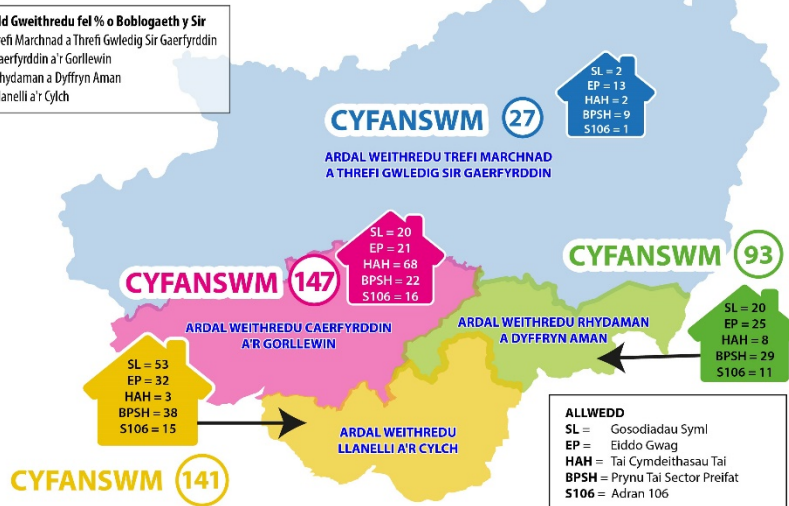 Gweithredu fel % o Boblogaeth y Sir
Marchnad a Threfi Gwledig Sir Gaerfyrddin
a'r Gorllewin
a Dyffryn Aman
a'r Cylch
SL = 2
EP = 13
HAH = 2
BPSH = 9
S106 = 1
CYFANSWM 27
ARDAL WEITHREDU TREFI MARCHNAD
A THREFI GWLEDIG SIR GAERFYRDDIN
SL = 20
EP = 21
HAH = 68
BPSH = 22
S106 = 16
CYFANSWM 147
ARDAL WEITHREDU CAERFYRDDIN
A'R GORLLEWIN
CYFANSWM 93
SL = 20
EP = 25
HAH = 8
BPSH = 29
S106 = 11
ARDAL WEITHREDU RHYDAMAN
A DYFFRYN AMAN
SL = 53
EP = 32
HAH = 3
BPSH = 38
S106 = 15
CYFANSWM 141
ARDAL WEITHREDU
LLANELLI A'R CYLCH
ALLWEDD
SL = Gosodiadau Syml
EP = Eiddo Gwag
HAH = Tai Cymdeithasau Tai
BPSH = Prynu Tai Sector Preifat
S106 = Adran 106